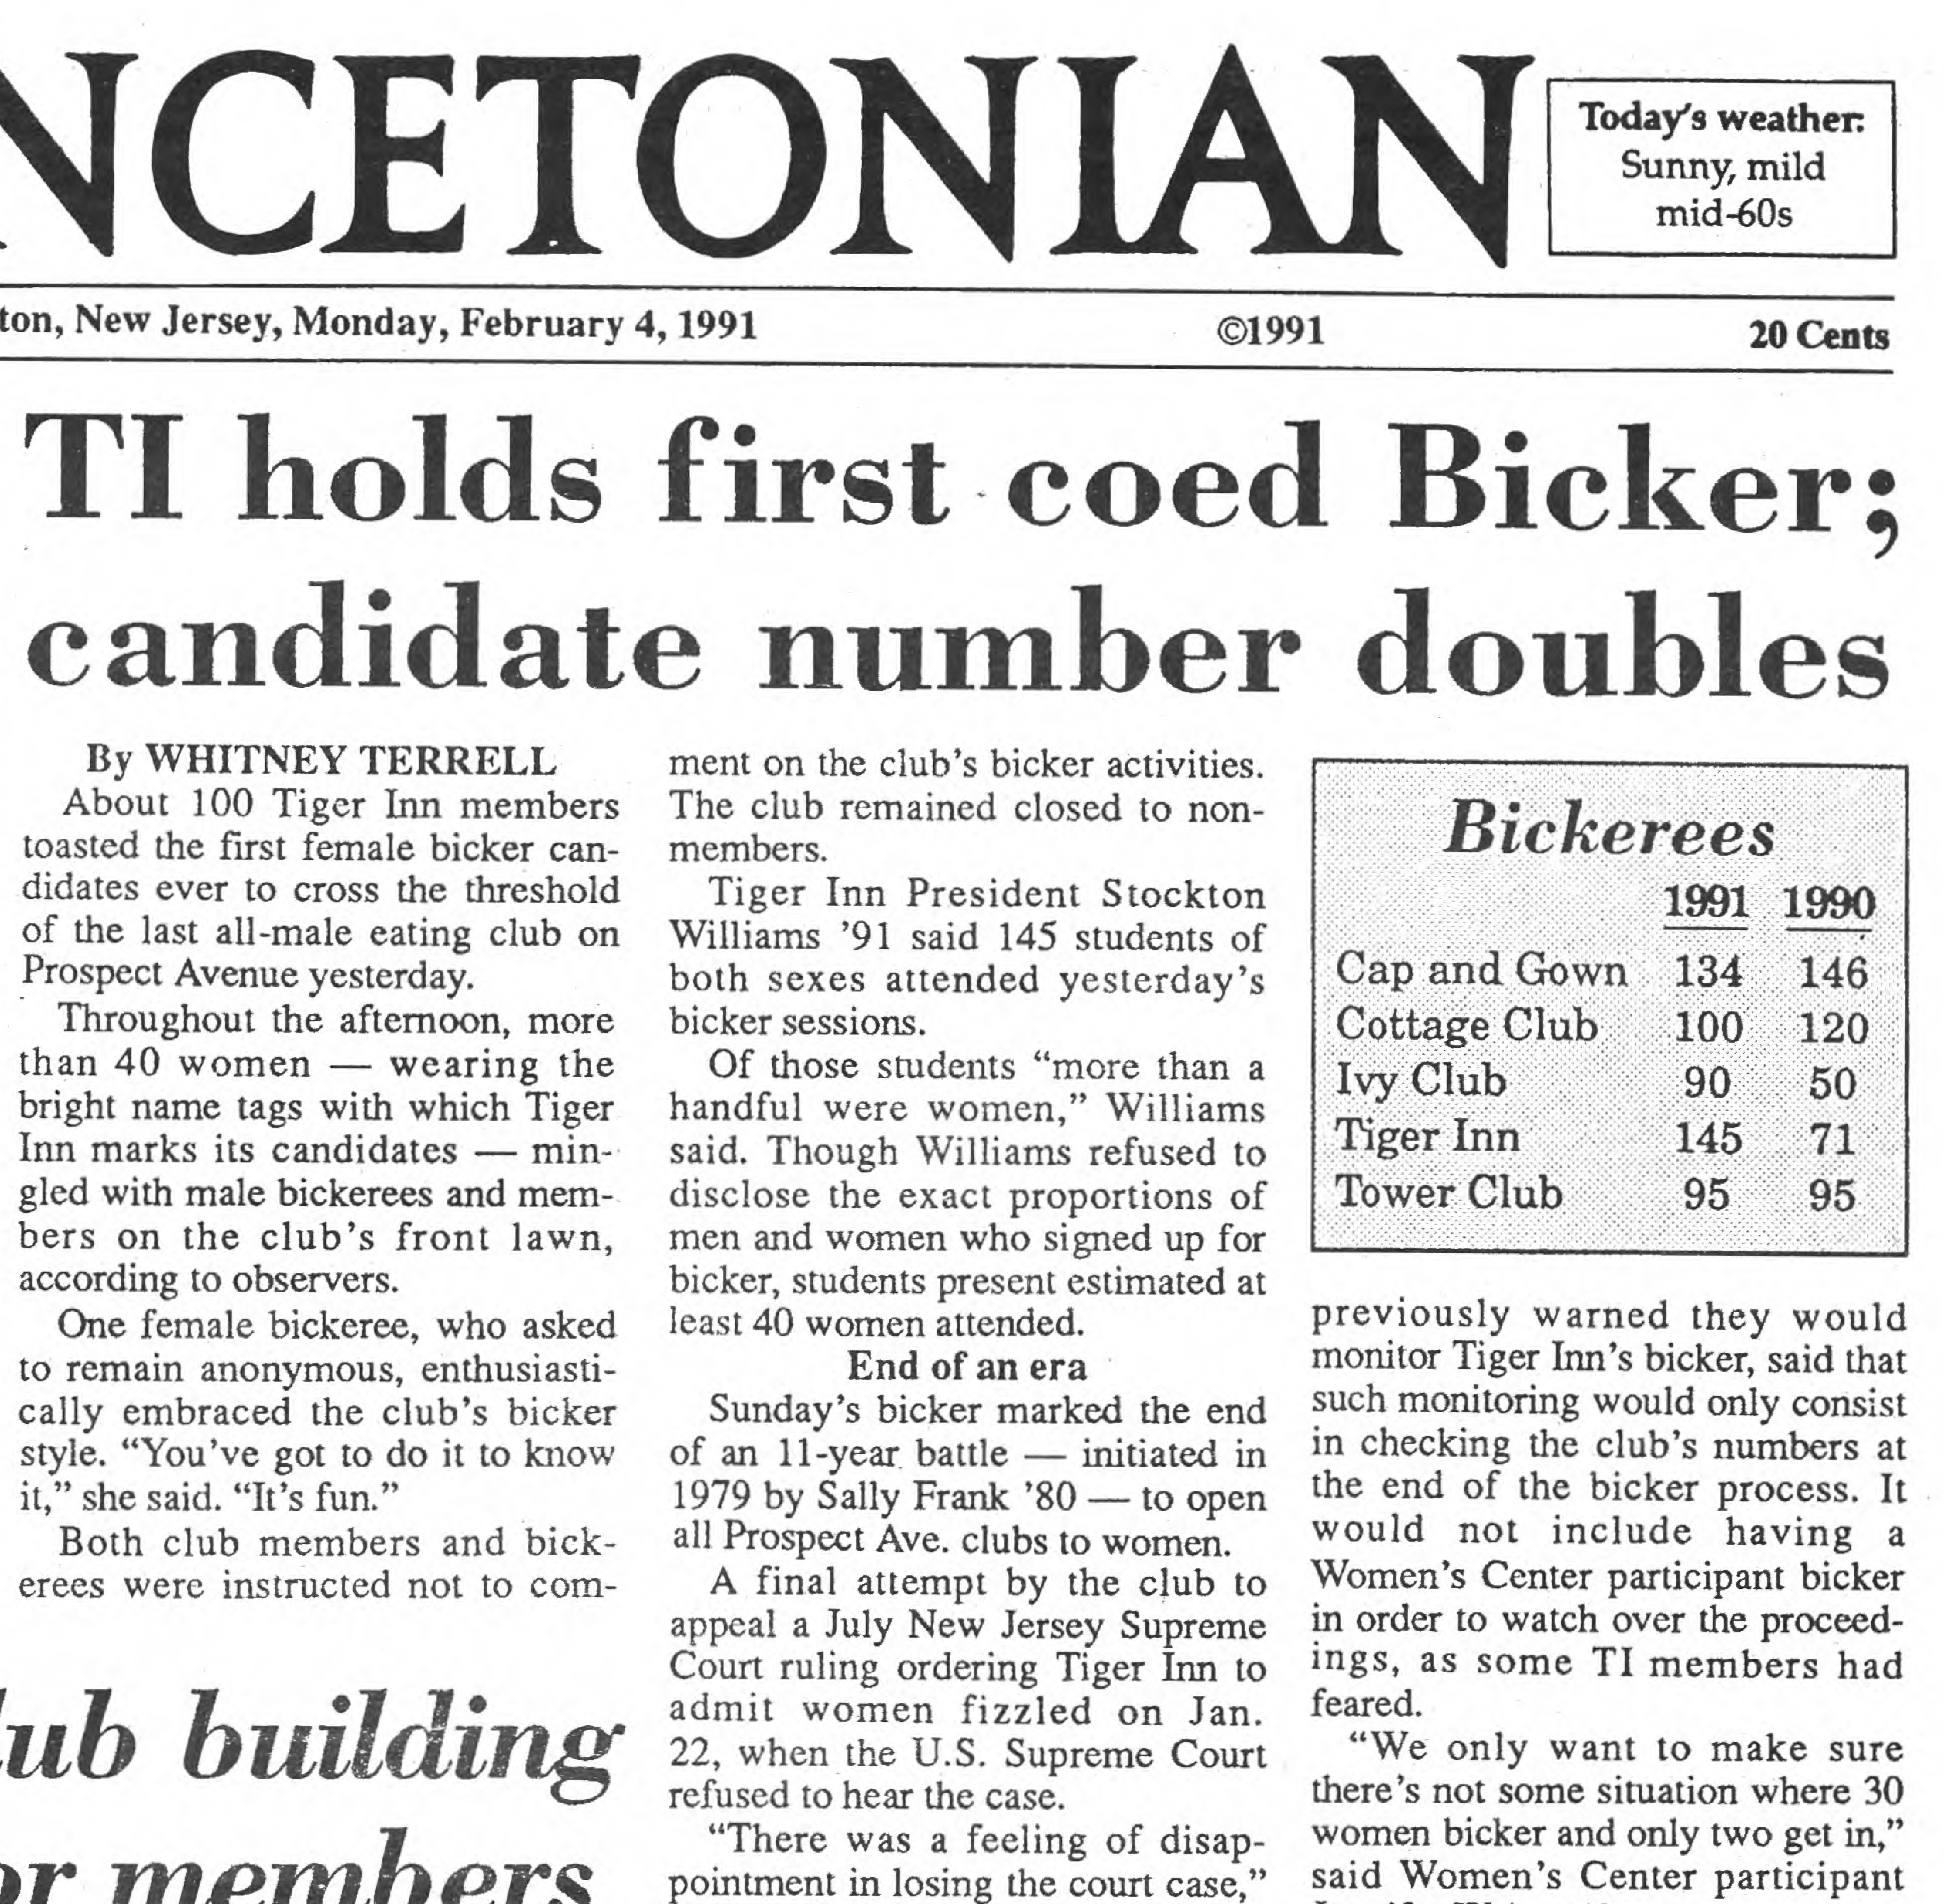 NCETONIAN
Today's weather:
Sunny, mild
mid-60s
ton, New Jersey, Monday, February 4, 1991 ©1991 20 Cents
TI holds first coed Bicker;
candidate number doubles
By WHITNEY TERRELL
About 100 Tiger Inn members
toasted the first female bicker can-
didates ever to cross the threshold
of the last all-male eating club on
Prospect Avenue yesterday.
Throughout the afternoon, more
than 40 women — wearing the
bright name tags with which Tiger
Inn marks its candidates — min-
gled with male bickerees and mem-
bers on the club's front lawn,
according to observers.
One female bickeree, who asked
to remain anonymous, enthusiasti-
cally embraced the club's bicker
style. “You've got to do it to know
it,” she said. “It's fun.”
Both club members and bick-
erees were instructed not to com-
ment on the club's bicker activities.
The club remained closed to non-
members.
Tiger Inn President Stockton
Williams '91 said 145 students of
both sexes attended yesterday's
bicker sessions.
Of those students “more than a
handful were women,” Williams
said. Though Williams refused to
disclose the exact proportions of
men and women who signed up for
bicker, students present estimated at
least 40 women attended.
End of an era
Sunday's bicker marked the end
of an 11-year battle — initiated in
1979 by Sally Frank '80 — to open
all Prospect Ave. clubs to women.
A final attempt by the club to
appeal a July New Jersey Supreme
Court ruling ordering Tiger Inn to
admit women fizzled on Jan.
22, when the U.S. Supreme Court
refused to hear the case.
“There was a feeling of disap-
pointment in losing the court case,”
Bickerees
1991 1990
Cap and Gown 134 146
Cottage Club 100 120
Ivy Club 90 50
Tiger Inn 145 71
Tower Club 95 95
previously warned they would
monitor Tiger Inn's bicker, said that
such monitoring would only consist
in checking the club's numbers at
the end of the bicker process. It
would not include having a
Women's Center participant bicker
in order to watch over the proceed-
ings, as some TI members had
feared.
“We only want to make sure
there's not some situation where 30
women bicker and only two get in,”
said Women's Center participant
lub building
or members